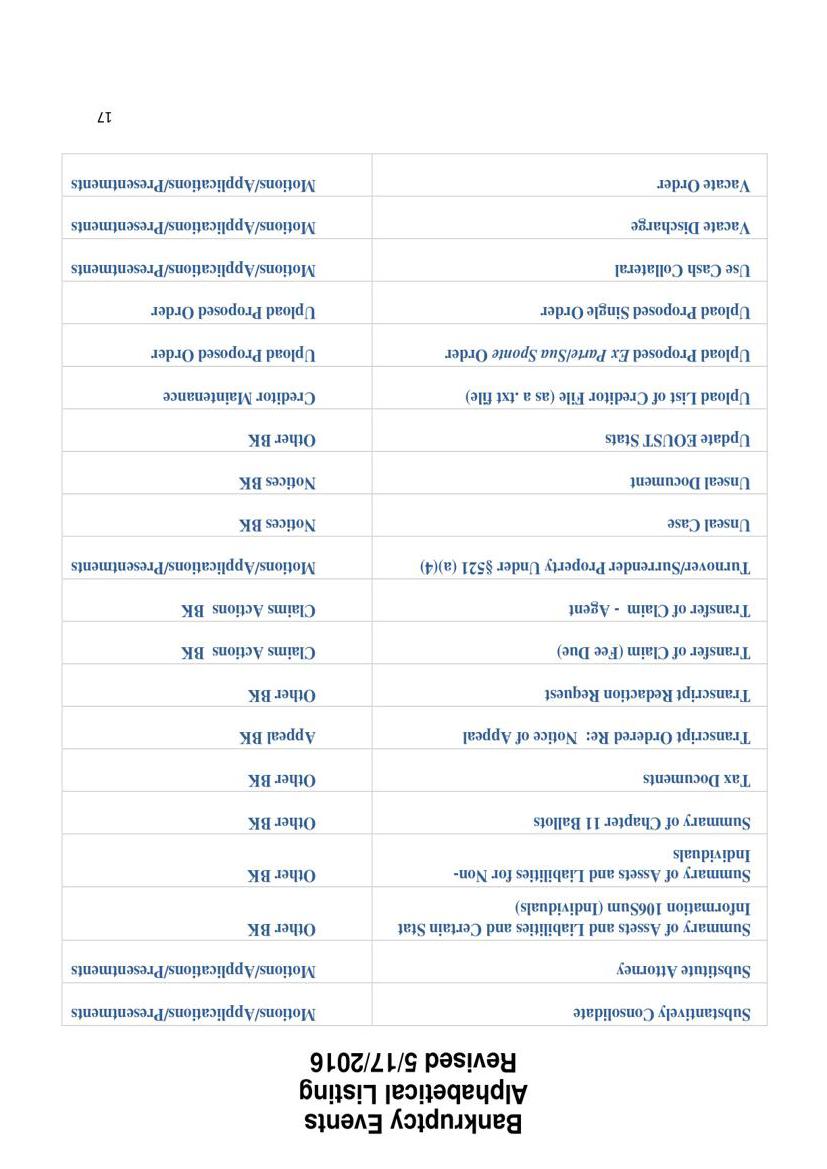 Bankruptcy Events
Alphabetical Listing
Revised 5/17/2016
Substantively Consolidate Motions/Applications/Presentments
Substitute Attorney Motions/Applications/Presentments
Summary of Assets and Liabilities and Certain Stat
Information 106Sum (Individuals) Other BK
Summary of Assets and Liabilities for Non-
Individuals Other BK
Summary of Chapter 11 Ballots Other BK
Tax Documents Other BK
Transcript Ordered Re:  Notice of Appeal Appeal BK
Transcript Redaction Request Other BK
Transfer of Claim (Fee Due) Claims Actions  BK
Transfer of Claim  - Agent Claims Actions  BK
Turnover/Surrender Property Under §521 (a)(4) Motions/Applications/Presentments
Unseal Case Notices BK
Unseal Document Notices BK
Update EOUST Stats Other BK
Upload List of Creditor File (as a .txt file) Creditor Maintenance
Upload Proposed Ex Parte/Sua Sponte Order Upload Proposed Order
Upload Proposed Single Order Upload Proposed Order
Use Cash Collateral Motions/Applications/Presentments
Vacate Discharge Motions/Applications/Presentments
Vacate Order Motions/Applications/Presentments
17